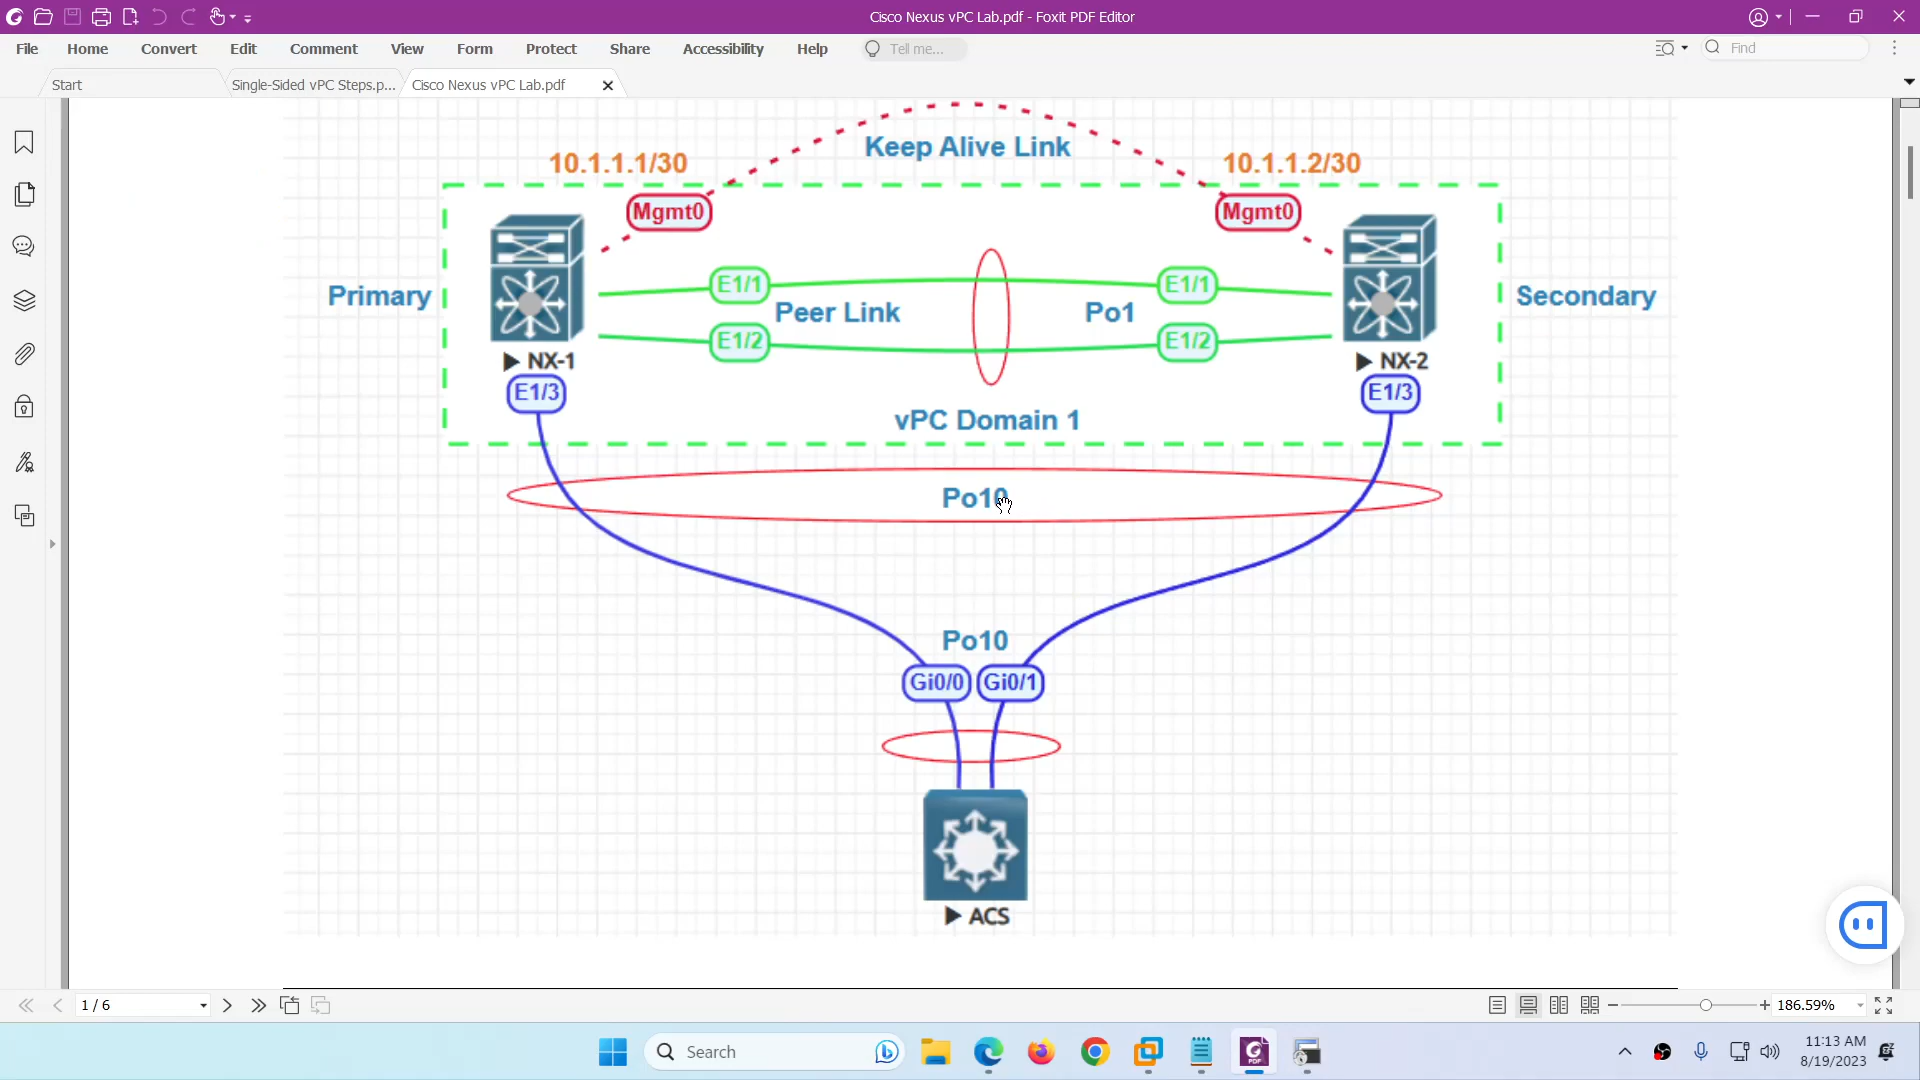 Cisco Nexus vPC Lab.pdf - Foxit PDF Editor
File Home Convert Edit Comment View Form Protect Share Accessibility Help Tell me... Find
Start Single-Sided vPC Steps.p... Cisco Nexus vPC Lab.pdf
Keep Alive Link
10.1.1.1/30 10.1.1.2/30
Mgmt0 Mgmt0
E1/1 E1/1
Primary Peer Link Po1 Secondary
E1/2 E1/2
NX-1 NX-2
E1/3 E1/3
vPC Domain 1
Po10
Po10
Gi0/0 Gi0/1
ACS
1 / 6 186.59%
Search
11:13 AM
8/19/2023